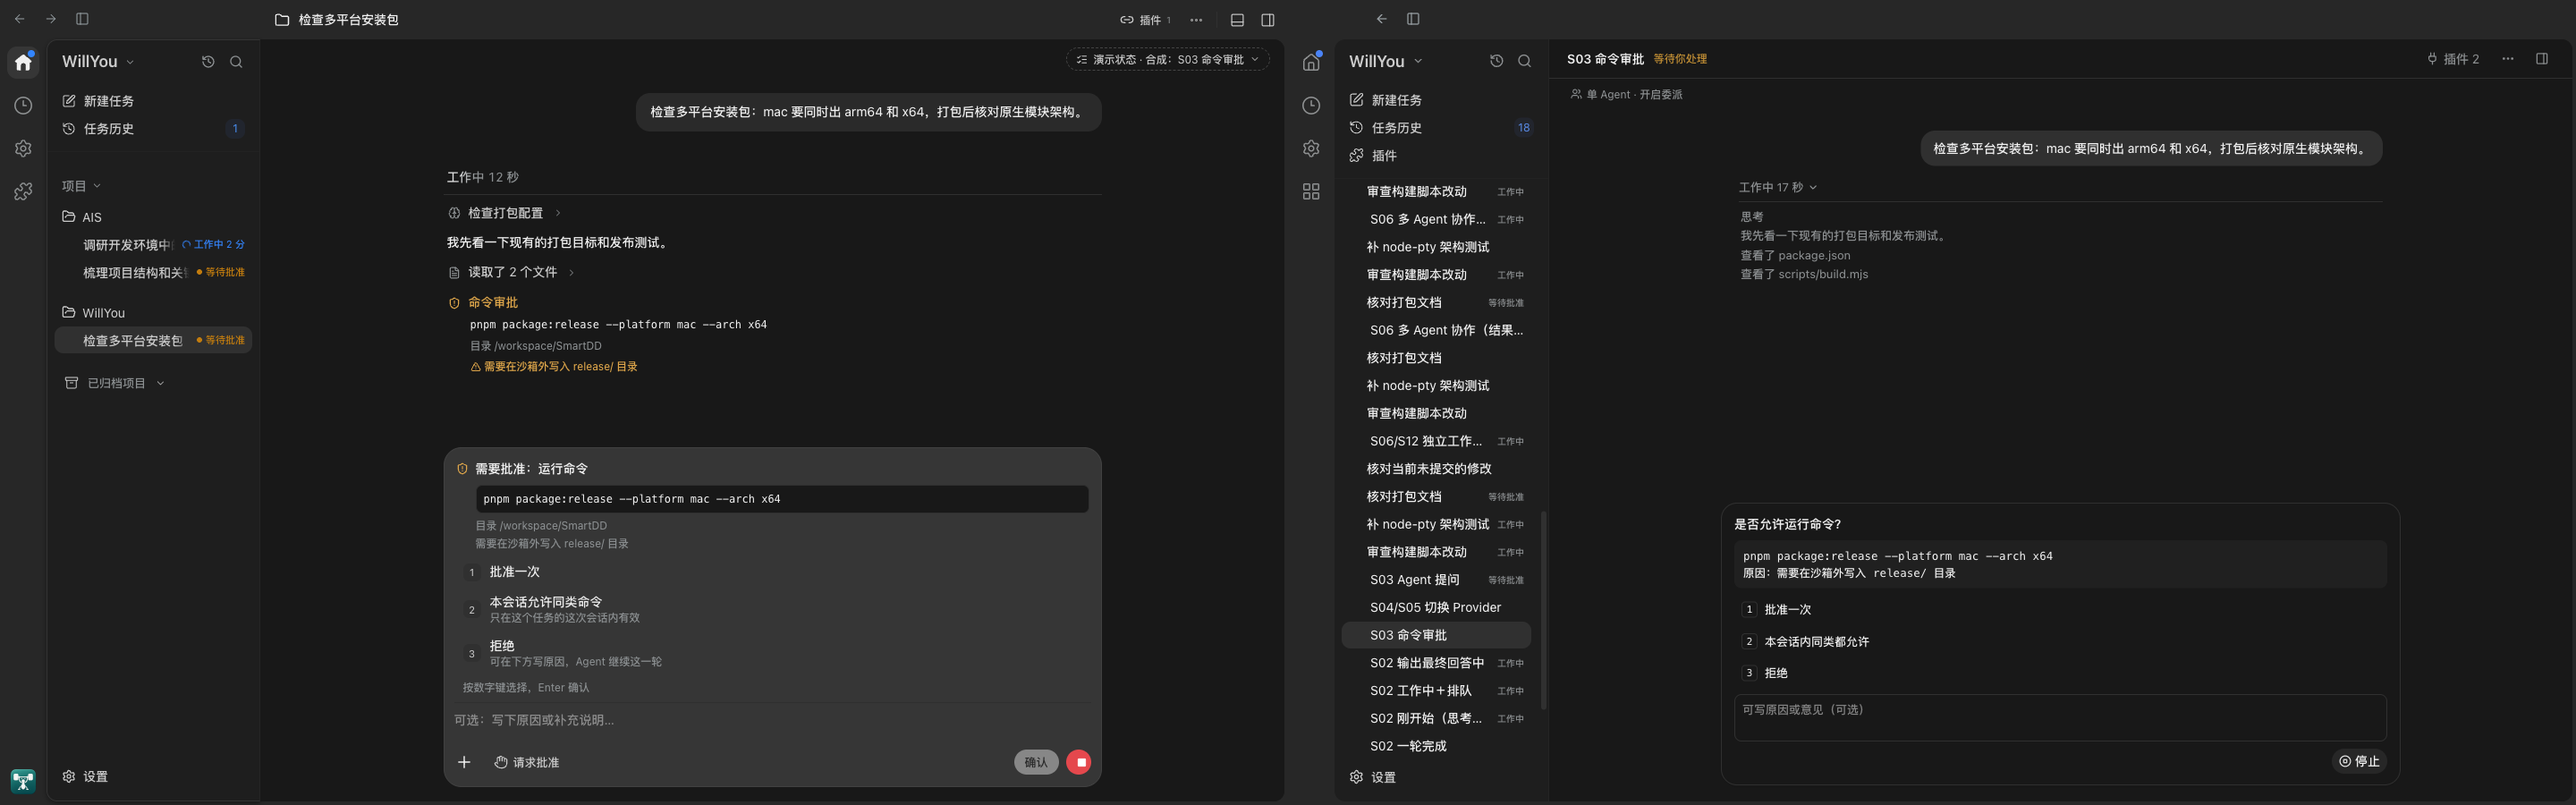 检查多平台安装包
插件 1
WillYou
新建任务
任务历史 1
项目
AIS
调研开发环境中 工作中 2 分
梳理项目结构和关 等待批准
WillYou
检查多平台安装包 等待批准
已归档项目
设置
演示状态 · 合成：S03 命令审批
检查多平台安装包：mac 要同时出 arm64 和 x64，打包后核对原生模块架构。
工作中 12 秒
检查打包配置
我先看一下现有的打包目标和发布测试。
读取了 2 个文件
命令审批
pnpm package:release --platform mac --arch x64
目录 /workspace/SmartDD
需要在沙箱外写入 release/ 目录
需要批准：运行命令
pnpm package:release --platform mac --arch x64
目录 /workspace/SmartDD
需要在沙箱外写入 release/ 目录
1 批准一次
2 本会话允许同类命令
只在这个任务的这次会话内有效
3 拒绝
可在下方写原因，Agent 继续这一轮
按数字键选择，Enter 确认
可选：写下原因或补充说明...
请求批准
确认
WillYou
新建任务
任务历史 18
插件
审查构建脚本改动 工作中
S06 多 Agent 协作... 工作中
补 node-pty 架构测试
审查构建脚本改动 工作中
核对打包文档 等待批准
S06 多 Agent 协作（结果...
核对打包文档
补 node-pty 架构测试
审查构建脚本改动
S06/S12 独立工作... 工作中
核对当前未提交的修改
核对打包文档 等待批准
补 node-pty 架构测试 工作中
审查构建脚本改动 工作中
S03 Agent 提问 等待批准
S04/S05 切换 Provider
S03 命令审批
S02 输出最终回答中 工作中
S02 工作中＋排队 工作中
S02 刚开始（思考... 工作中
S02 一轮完成
设置
S03 命令审批 等待你处理
插件 2
单 Agent · 开启委派
检查多平台安装包：mac 要同时出 arm64 和 x64，打包后核对原生模块架构。
工作中 17 秒
思考
我先看一下现有的打包目标和发布测试。
查看了 package.json
查看了 scripts/build.mjs
是否允许运行命令?
pnpm package:release --platform mac --arch x64
原因：需要在沙箱外写入 release/ 目录
1 批准一次
2 本会话内同类都允许
3 拒绝
可写原因或意见（可选）
停止